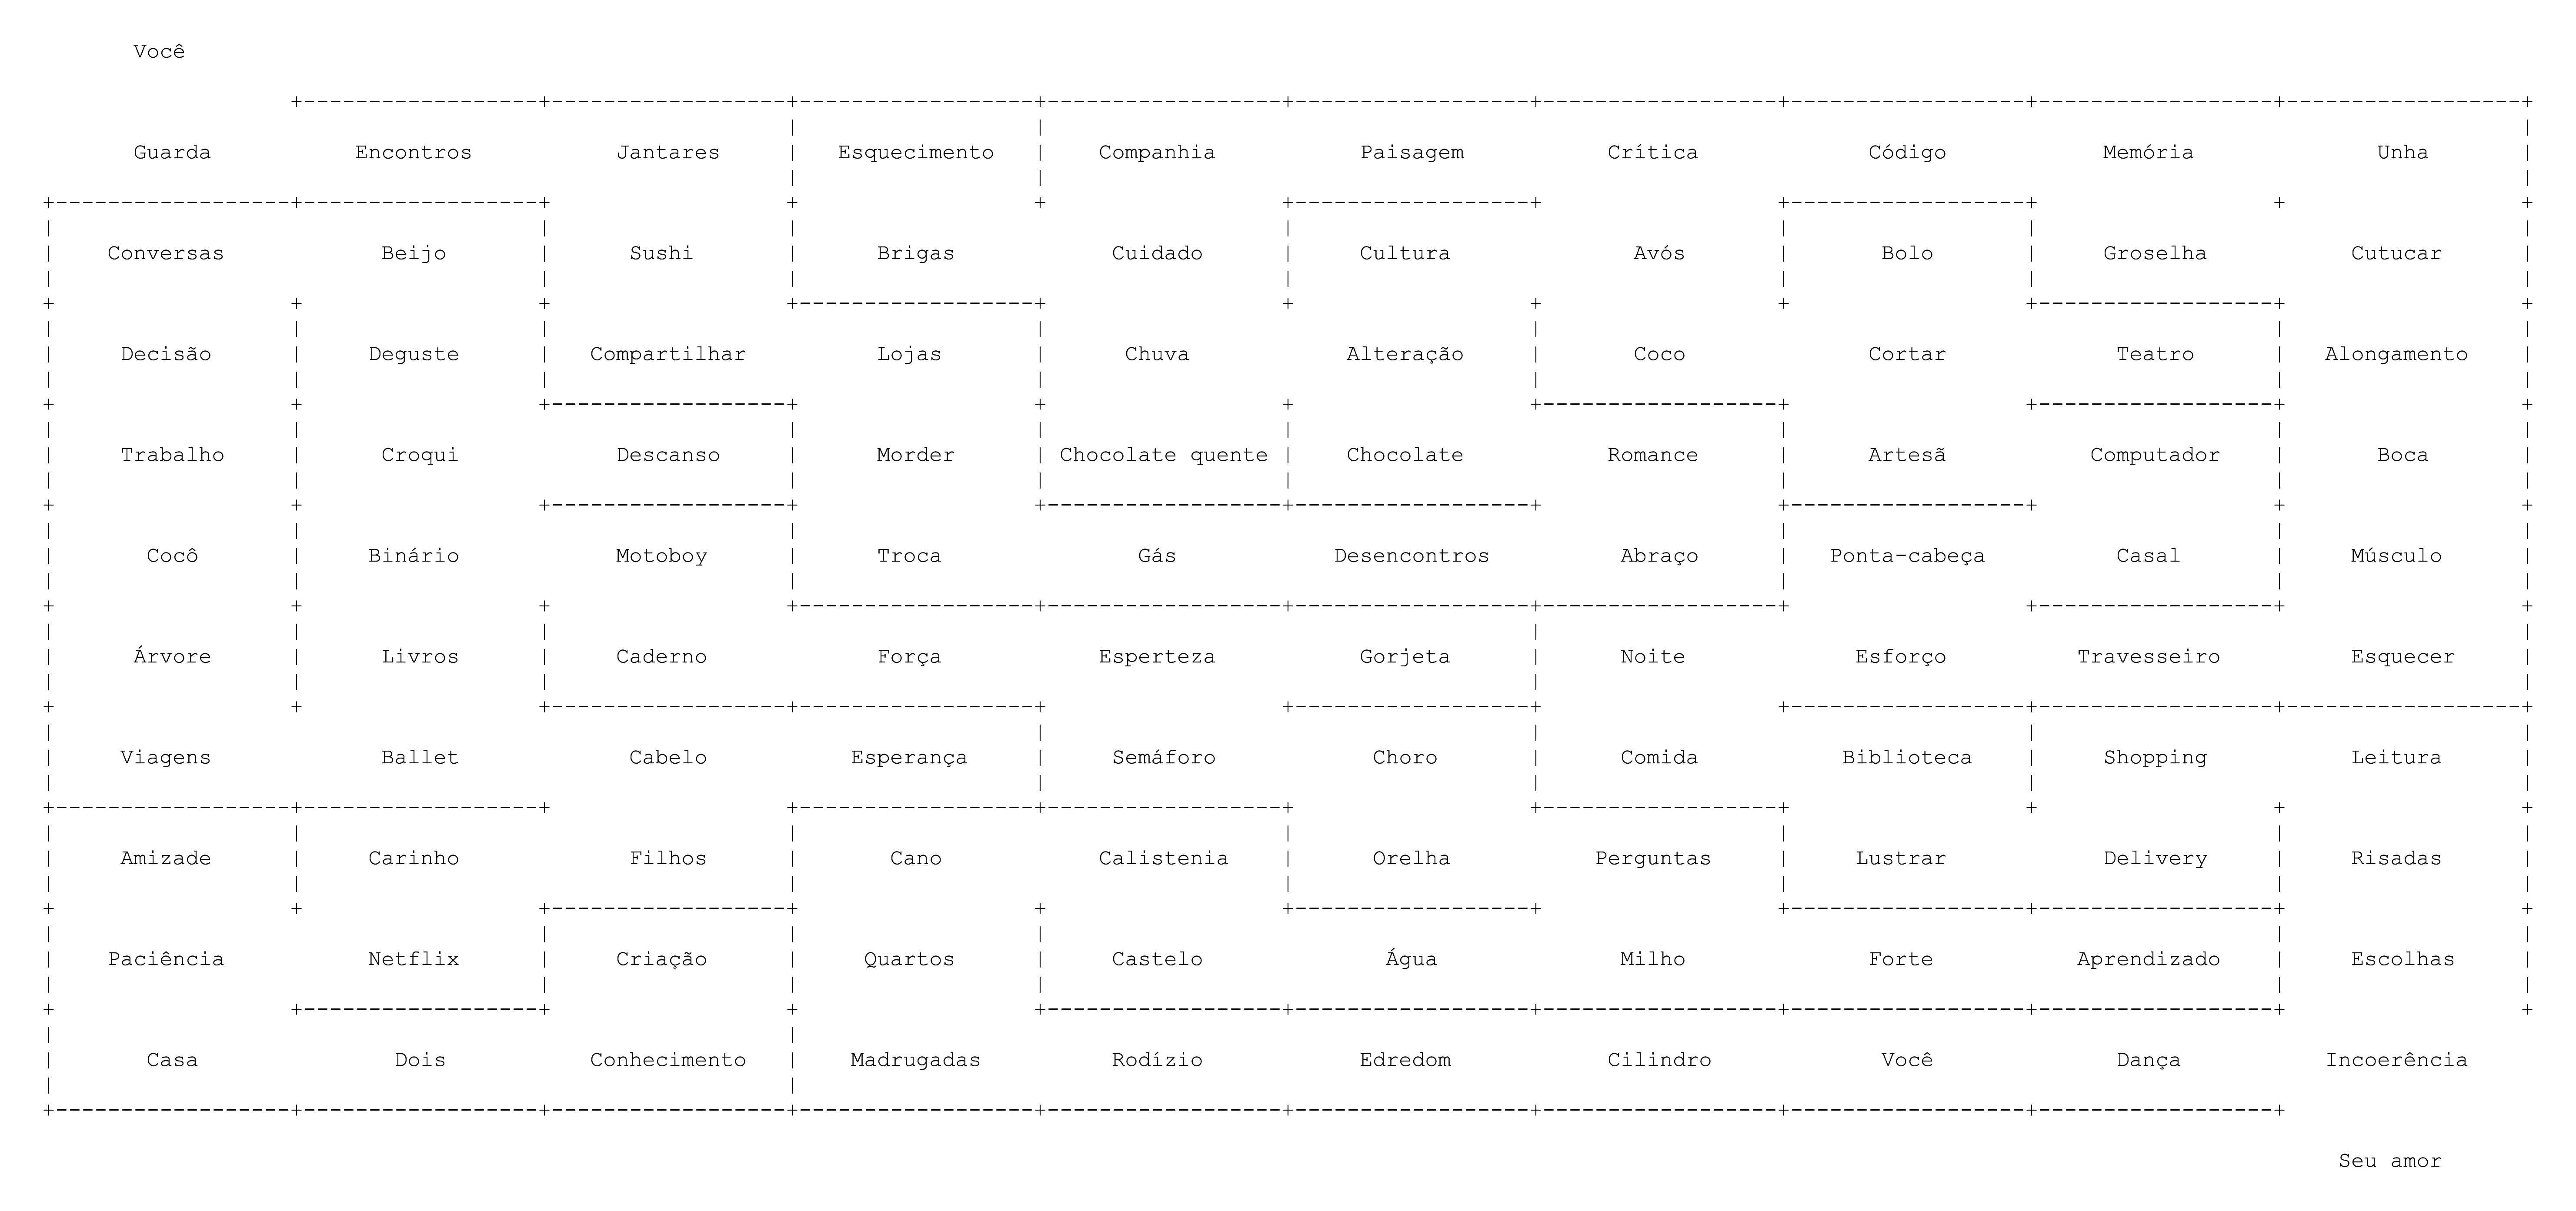 Você
Guarda Encontros Jantares Esquecimento Companhia Paisagem Crítica Código Memória Unha
Conversas Beijo Sushi Brigas Cuidado Cultura Avós Bolo Groselha Cutucar
Decisão Deguste Compartilhar Lojas Chuva Alteração Coco Cortar Teatro Alongamento
Trabalho Croqui Descanso Morder Chocolate quente Chocolate Romance Artesã Computador Boca
Cocô Binário Motoboy Troca Gás Desencontros Abraço Ponta-cabeça Casal Músculo
Árvore Livros Caderno Força Esperteza Gorjeta Noite Esforço Travesseiro Esquecer
Viagens Ballet Cabelo Esperança Semáforo Choro Comida Biblioteca Shopping Leitura
Amizade Carinho Filhos Cano Calistenia Orelha Perguntas Lustrar Delivery Risadas
Paciência Netflix Criação Quartos Castelo Água Milho Forte Aprendizado Escolhas
Casa Dois Conhecimento Madrugadas Rodízio Edredom Cilindro Você Dança Incoerência
Seu amor